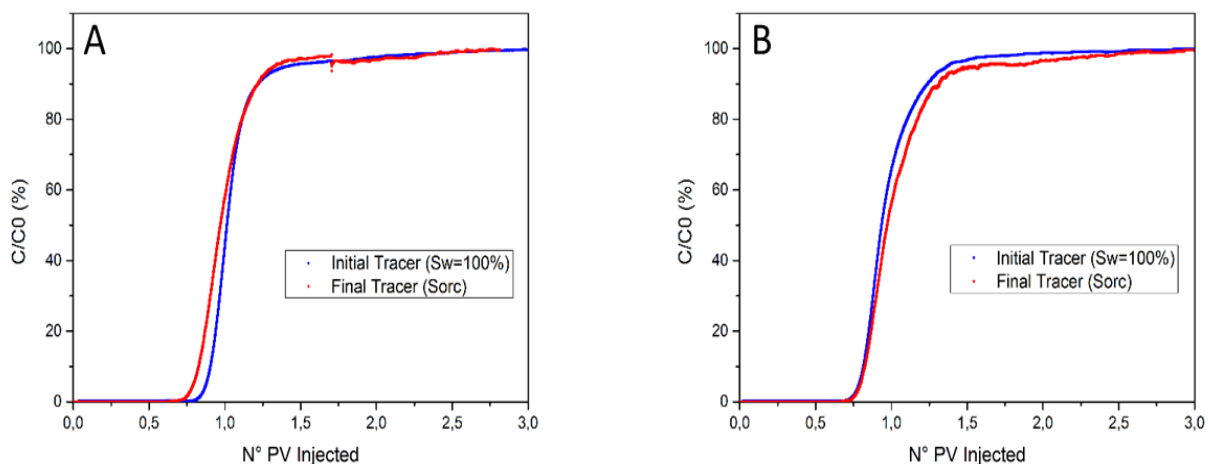 A
100
80
60
40
20
0
C/C0 (%)
Initial Tracer (Sw=100%)
Final Tracer (Sorc)
0,0 0,5 1,0 1,5 2,0 2,5 3,0
N° PV Injected
B
100
80
60
40
20
0
C/C0 (%)
Initial Tracer (Sw=100%)
Final Tracer (Sorc)
0,0 0,5 1,0 1,5 2,0 2,5 3,0
N° PV Injected